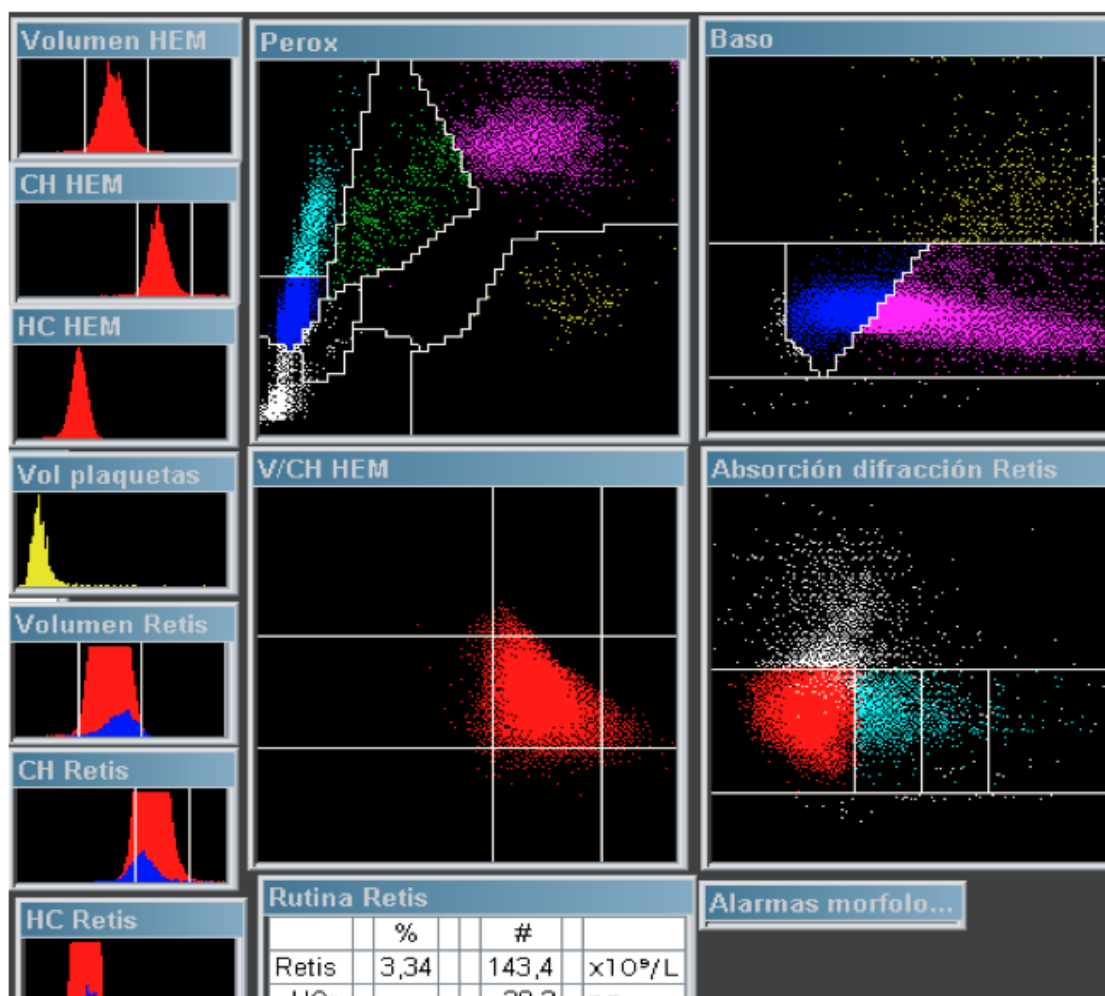 Volumen HEM
Perox
Baso
CH HEM
HC HEM
Vol plaquetas
V/CH HEM
Absorción difracción Retis
Volumen Retis
CH Retis
HC Retis
Rutina Retis
Alarmas morfolo...
% #
Retis 3,34 143,4 x10⁹/L